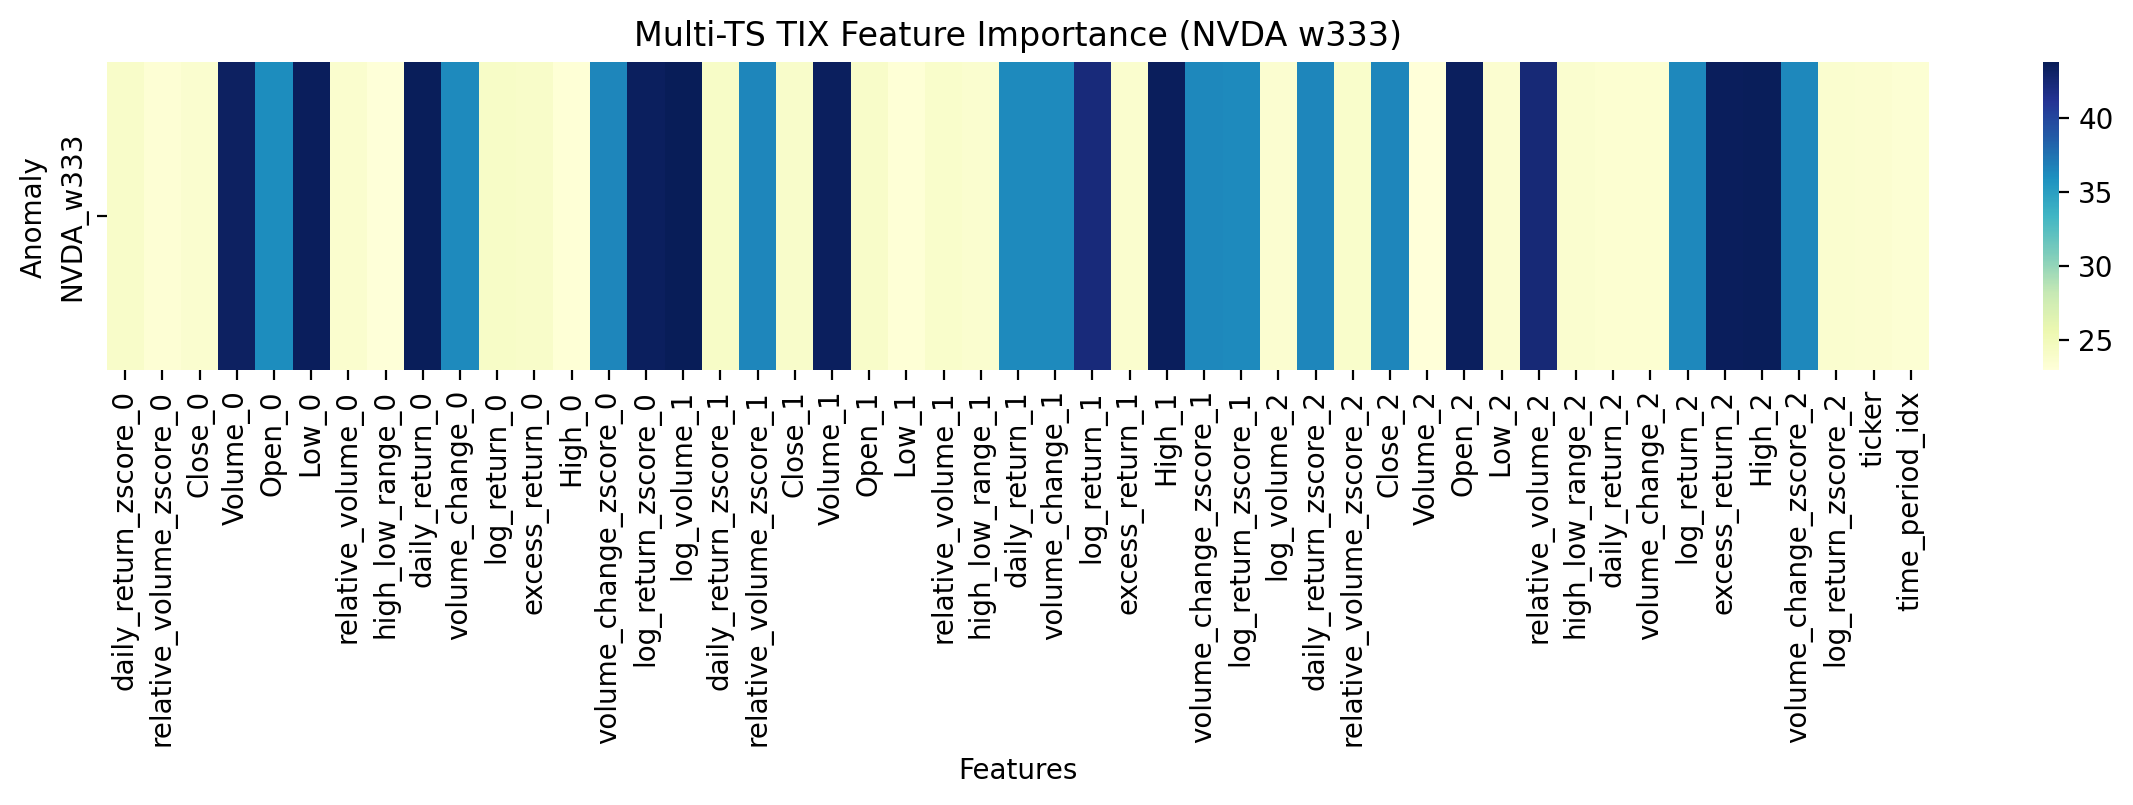 Multi-TS TIX Feature Importance (NVDA w333)
Anomaly
NVDA_w333
40
35
30
25
daily_return_zscore_0
relative_volume_zscore_0
Close_0
Volume_0
Open_0
Low_0
relative_volume_0
high_low_range_0
daily_return_0
volume_change_0
log_return_0
excess_return_0
High_0
volume_change_zscore_0
log_return_zscore_0
log_volume_1
daily_return_zscore_1
relative_volume_zscore_1
Close_1
Volume_1
Open_1
Low_1
relative_volume_1
high_low_range_1
daily_return_1
volume_change_1
log_return_1
excess_return_1
High_1
volume_change_zscore_1
log_return_zscore_1
log_volume_2
daily_return_zscore_2
relative_volume_zscore_2
Close_2
Volume_2
Open_2
Low_2
relative_volume_2
high_low_range_2
daily_return_2
volume_change_2
log_return_2
excess_return_2
High_2
volume_change_zscore_2
log_return_zscore_2
ticker
time_period_idx
Features